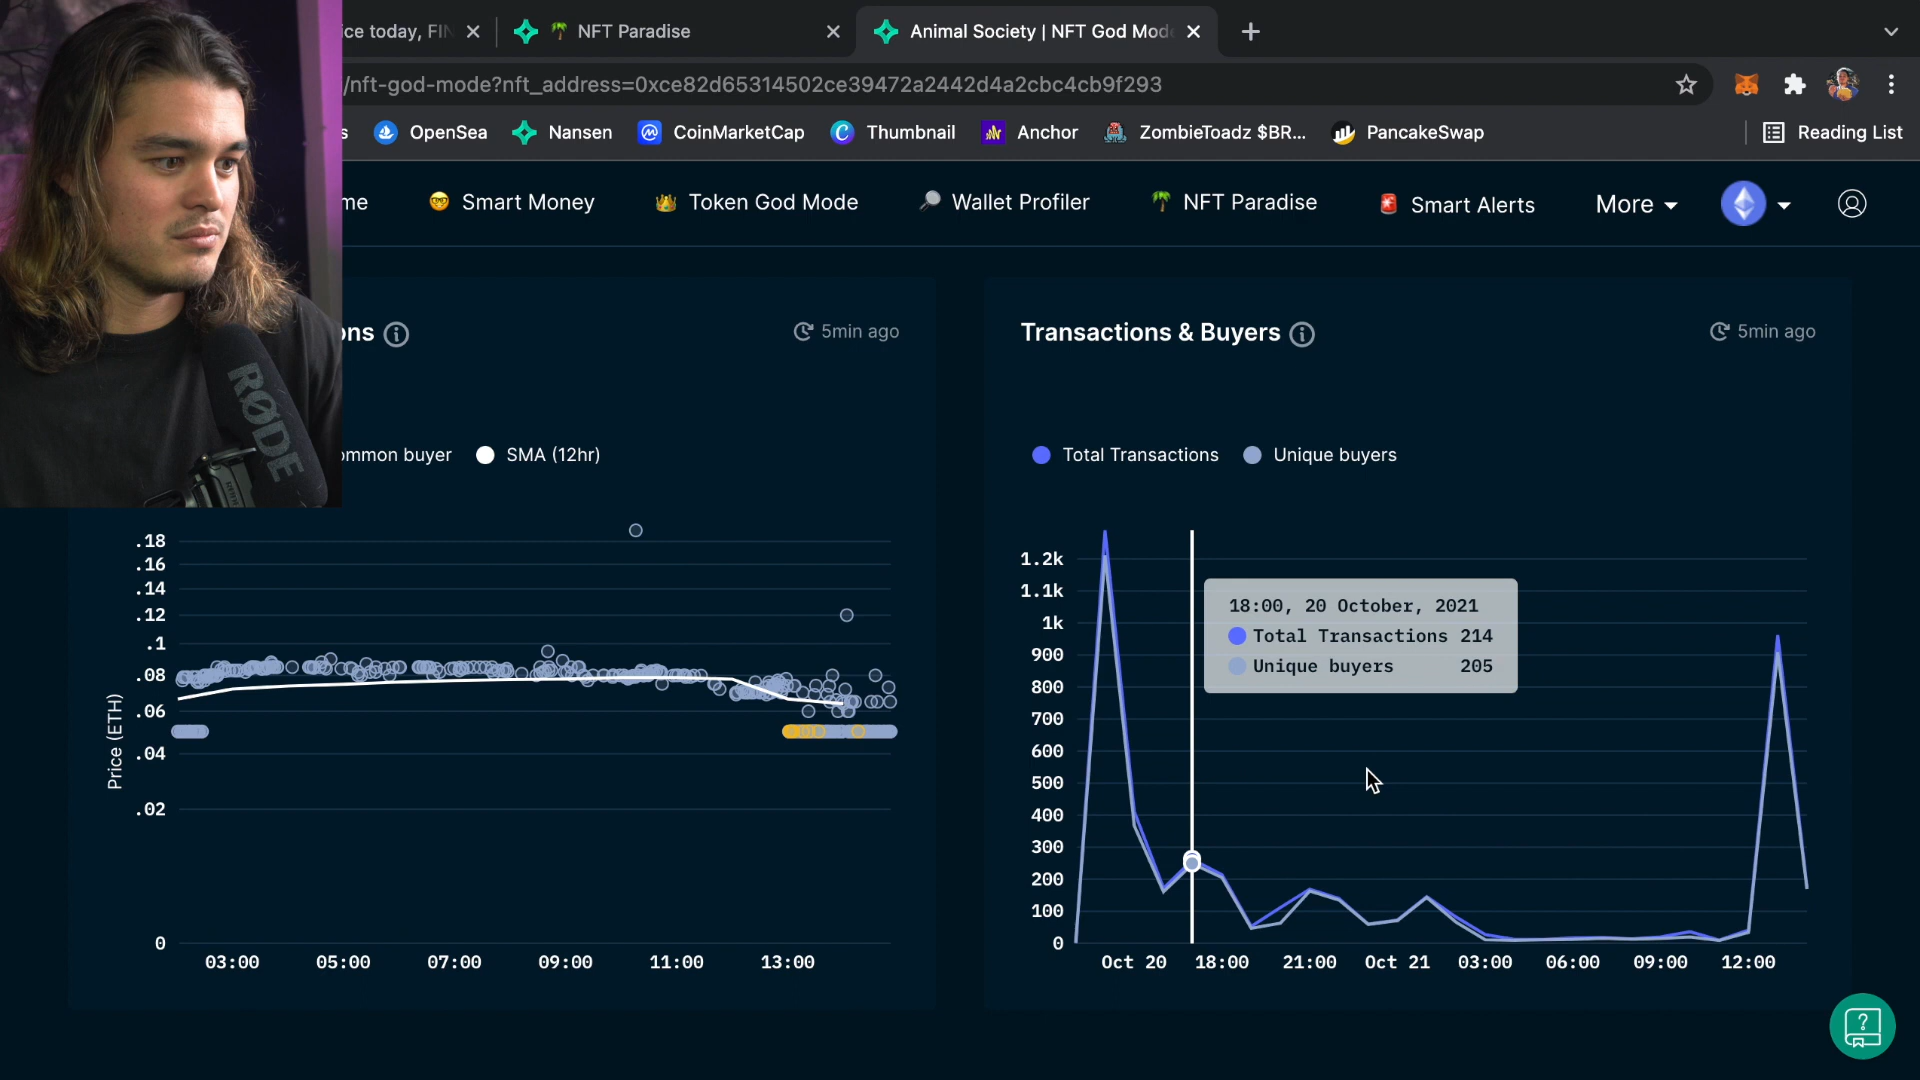 ice today, FIN
NFT Paradise
Animal Society | NFT God Mod
/nft-god-mode?nft_address=0xce82d65314502ce39472a2442d4a2cbc4cb9f293
s
OpenSea
Nansen
CoinMarketCap
Thumbnail
Anchor
ZombieToadz $BR...
PancakeSwap
Reading List
me
Smart Money
Token God Mode
Wallet Profiler
NFT Paradise
Smart Alerts
More
ons
5min ago
ommon buyer
SMA (12hr)
Price (ETH)
.18
.16
.14
.12
.1
.08
.06
.04
.02
0
03:00 05:00 07:00 09:00 11:00 13:00
Transactions & Buyers
5min ago
Total Transactions
Unique buyers
1.2k
1.1k
1k
900
800
700
600
500
400
300
200
100
0
18:00, 20 October, 2021
Total Transactions 214
Unique buyers 205
Oct 20 18:00 21:00 Oct 21 03:00 06:00 09:00 12:00
RØDE